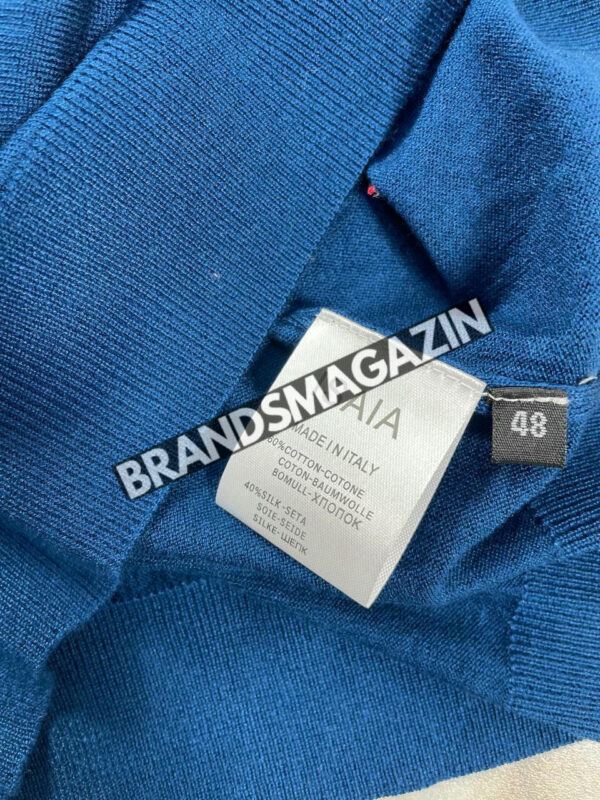 BRANDSMAGAZIN
AIA
MADE IN ITALY
60%COTTON-COTONE
COTON-BAUMWOLLE
BOMULL-ХЛОПОК
40%SILK-SETA
SOIE-SEIDE
SILKE-ШЕЛК
48